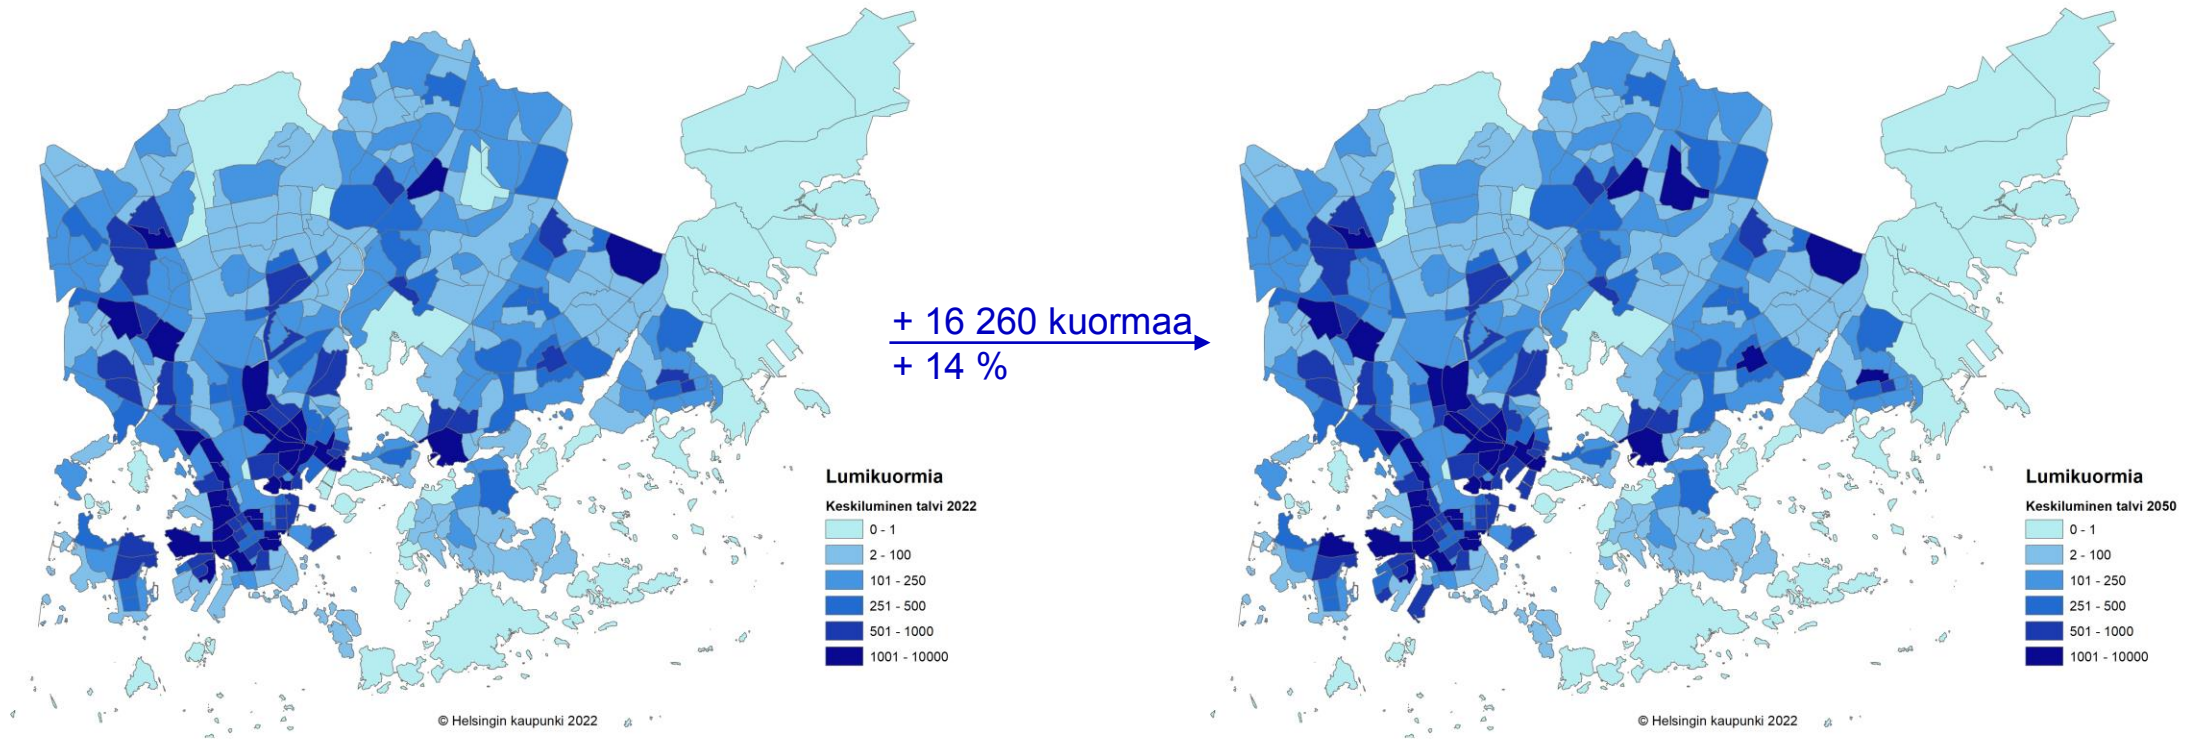 Lumikuormia
Keskiluminen talvi 2022
0 - 1
2 - 100
101 - 250
251 - 500
501 - 1000
1001 - 10000
© Helsingin kaupunki 2022
+ 16 260 kuormaa
+ 14 %
Lumikuormia
Keskiluminen talvi 2050
0 - 1
2 - 100
101 - 250
251 - 500
501 - 1000
1001 - 10000
© Helsingin kaupunki 2022